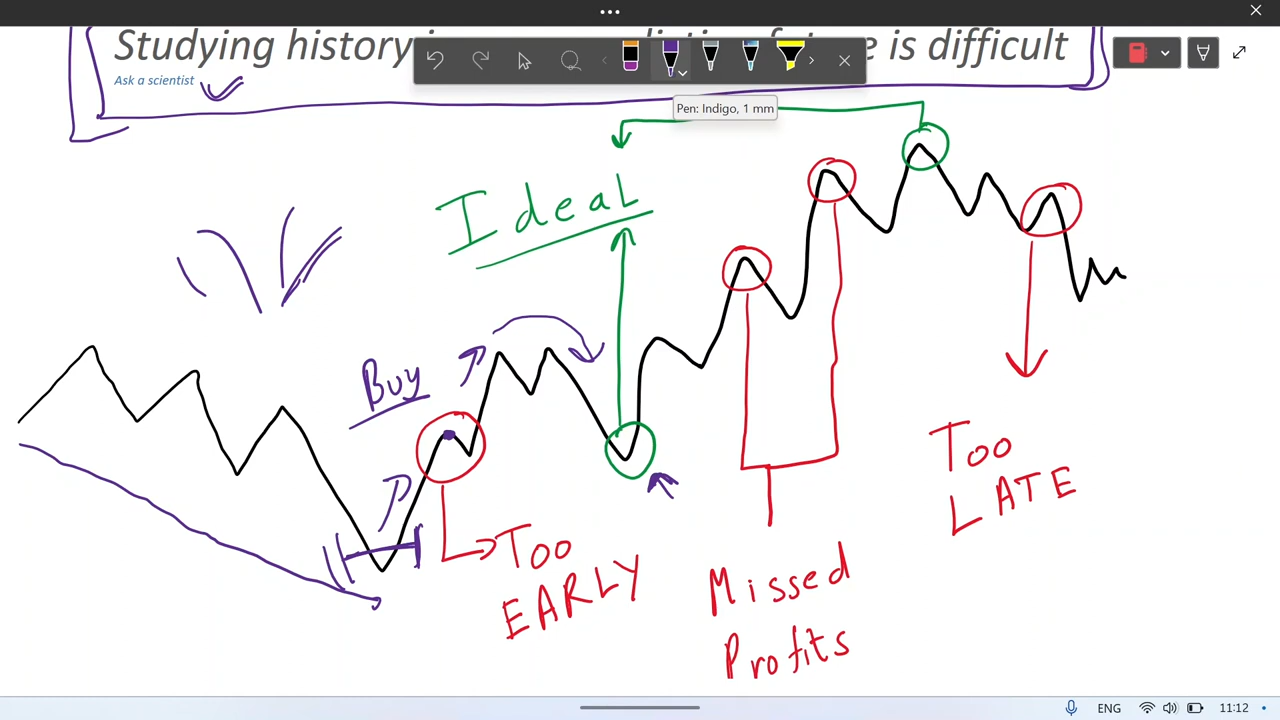 Studying history is is difficult
Ask a scientist
Pen: Indigo, 1 mm
Ideal
Buy
Too
EARLY
Missed
Profits
Too
LATE
ENG
11:12